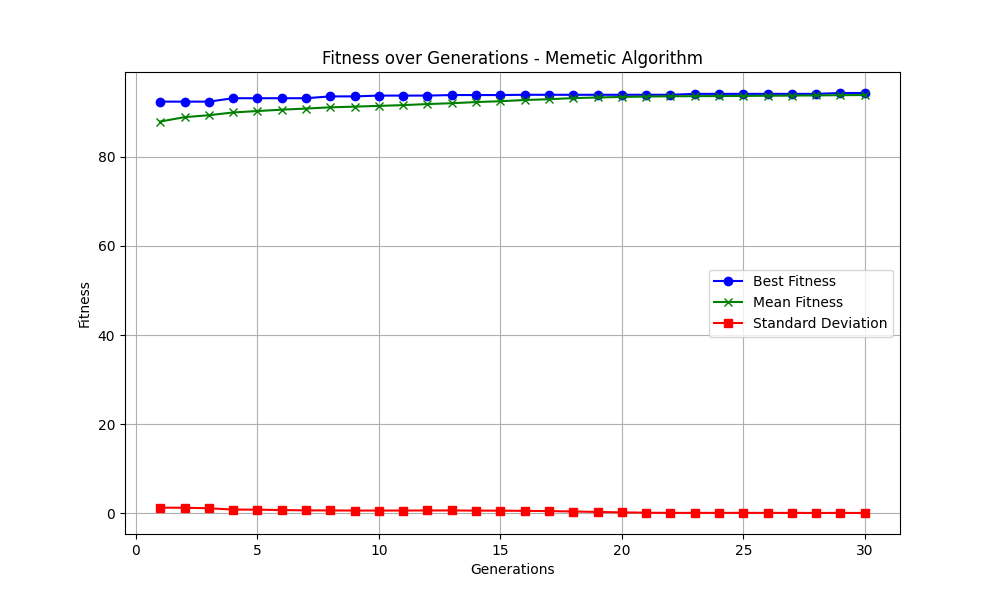 Fitness over Generations - Memetic Algorithm
Fitness
80
60
40
20
0
Best Fitness
Mean Fitness
Standard Deviation
0 5 10 15 20 25 30
Generations